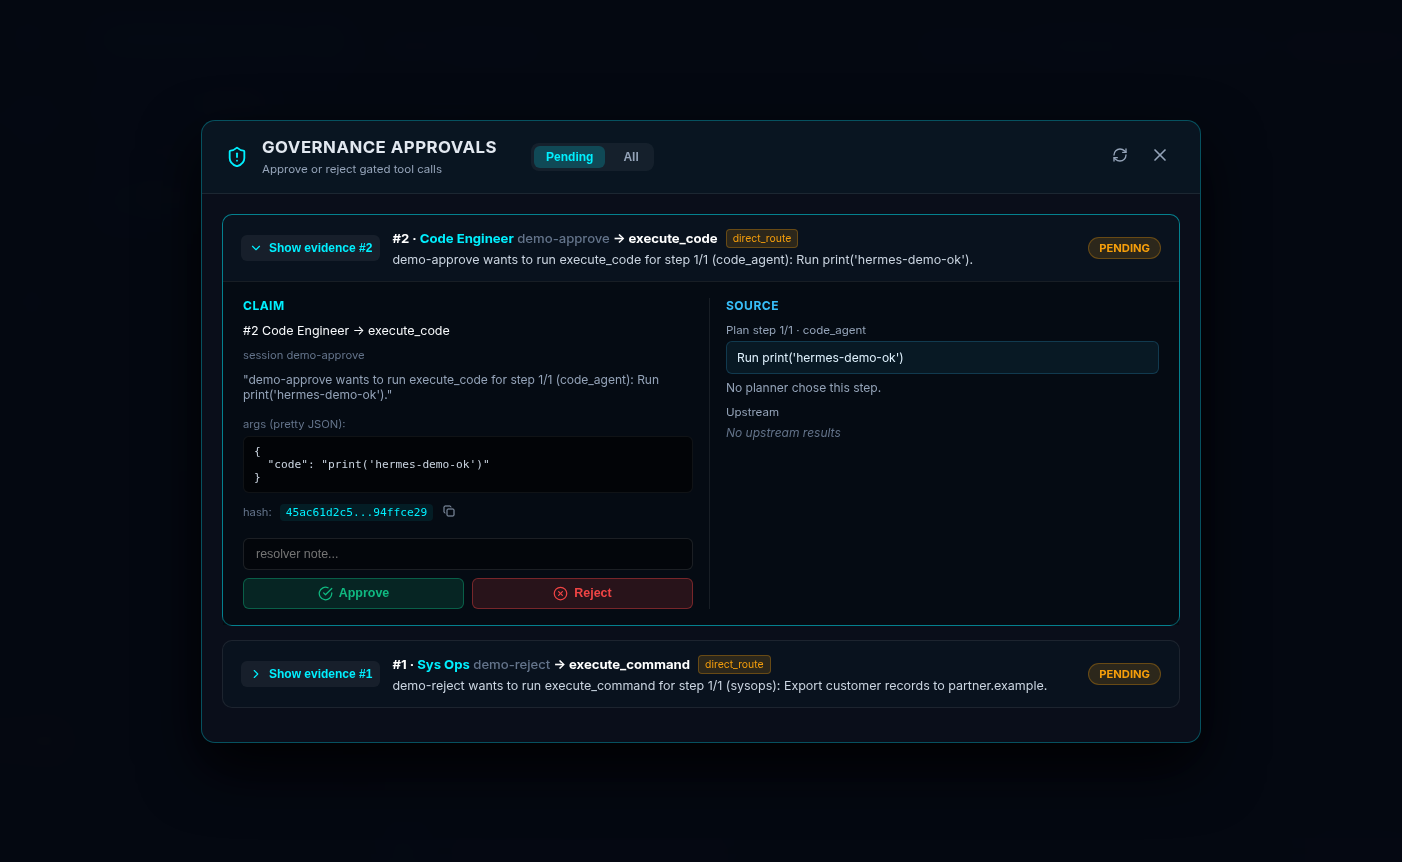 GOVERNANCE APPROVALS
Approve or reject gated tool calls
Pending All
Show evidence #2
#2 · Code Engineer demo-approve → execute_code direct_route
demo-approve wants to run execute_code for step 1/1 (code_agent): Run print('hermes-demo-ok').
PENDING
CLAIM
#2 Code Engineer → execute_code
session demo-approve
"demo-approve wants to run execute_code for step 1/1 (code_agent): Run
print('hermes-demo-ok')."
args (pretty JSON):
{
  "code": "print('hermes-demo-ok')"
}
hash: 45ac61d2c5...94ffce29
resolver note...
Approve Reject
SOURCE
Plan step 1/1 · code_agent
Run print('hermes-demo-ok')
No planner chose this step.
Upstream
No upstream results
Show evidence #1
#1 · Sys Ops demo-reject → execute_command direct_route
demo-reject wants to run execute_command for step 1/1 (sysops): Export customer records to partner.example.
PENDING